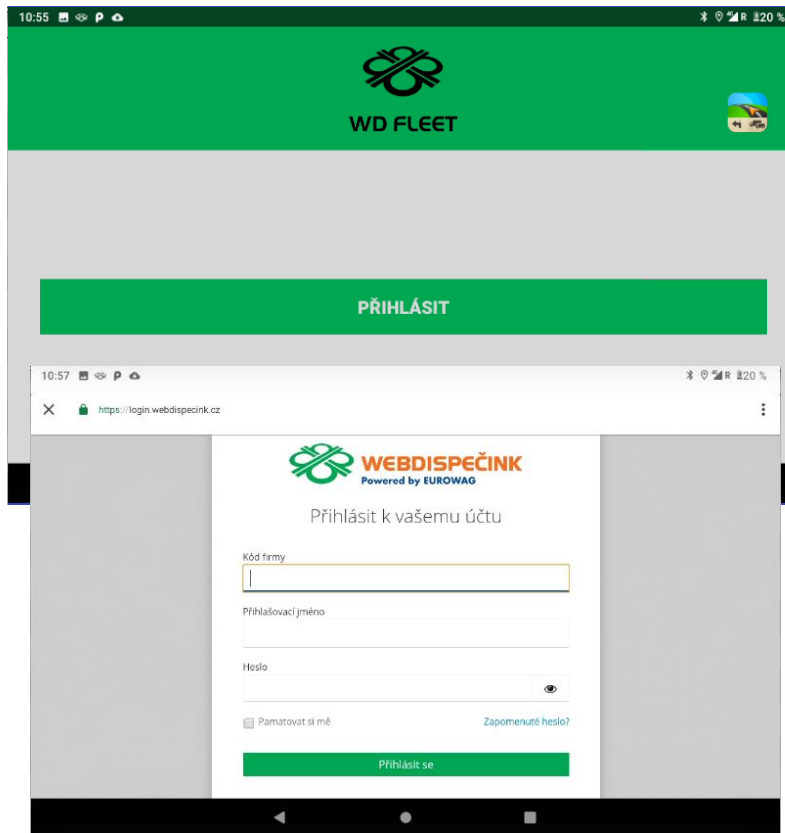 10:55
R 20 %
WD FLEET
PŘIHLÁSIT
10:57
R 20 %
https://login.webdispecink.cz
WEBDISPEČINK
Powered by EUROWAG
Přihlásit k vašemu účtu
Kód firmy
Přihlašovací jméno
Heslo
Pamatovat si mě
Zapomenuté heslo?
Přihlásit se